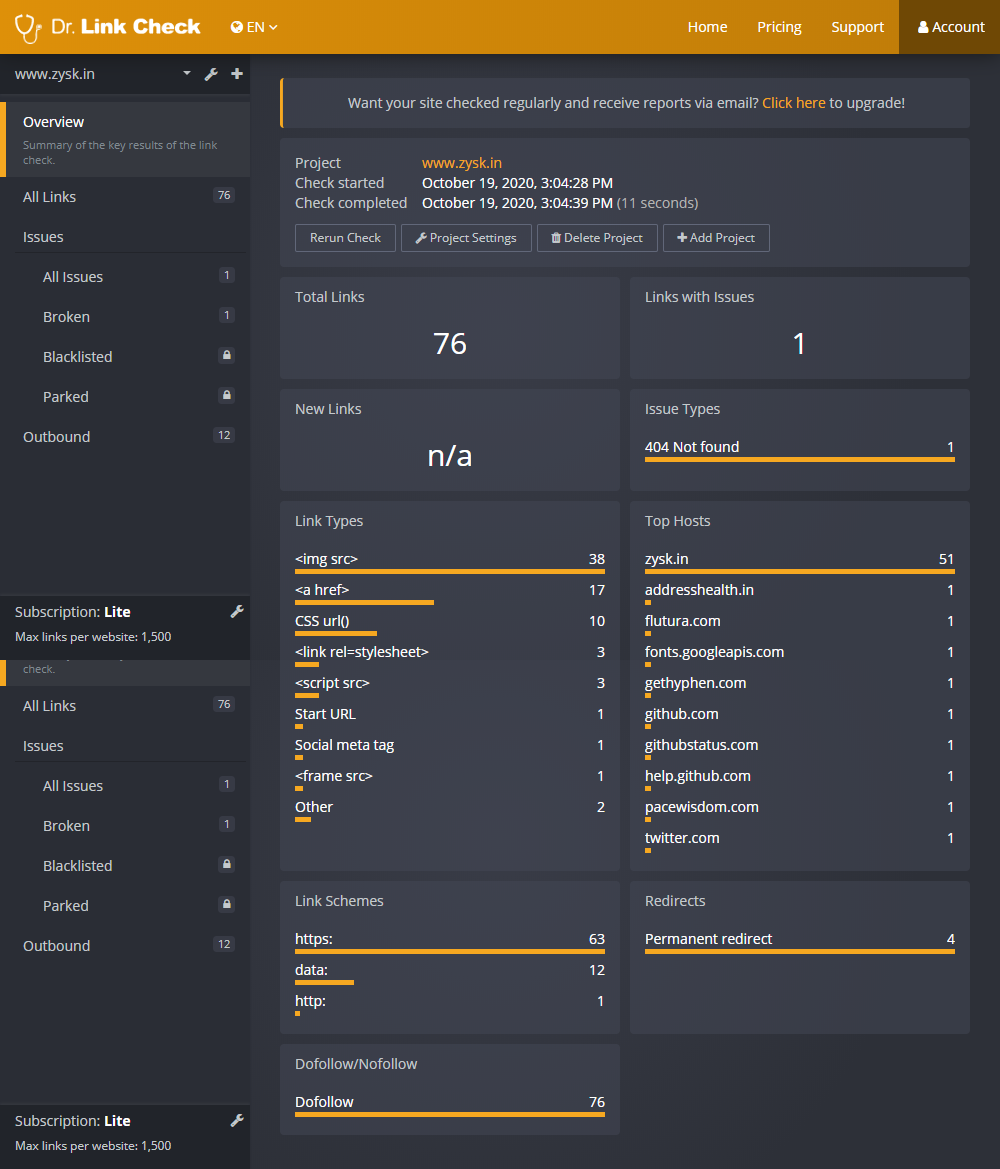 Dr. Link Check
EN
Home
Pricing
Support
Account
www.zysk.in
Overview
Summary of the key results of the link
check.
All Links 76
Issues
All Issues 1
Broken 1
Blacklisted
Parked
Outbound 12
Subscription: Lite
Max links per website: 1,500
check.
All Links 76
Issues
All Issues 1
Broken 1
Blacklisted
Parked
Outbound 12
Subscription: Lite
Max links per website: 1,500
Want your site checked regularly and receive reports via email? Click here to upgrade!
Project www.zysk.in
Check started October 19, 2020, 3:04:28 PM
Check completed October 19, 2020, 3:04:39 PM (11 seconds)
Rerun Check
Project Settings
Delete Project
Add Project
Total Links
76
Links with Issues
1
New Links
n/a
Issue Types
404 Not found 1
Link Types
<img src> 38
<a href> 17
CSS url() 10
<link rel=stylesheet> 3
<script src> 3
Start URL 1
Social meta tag 1
<frame src> 1
Other 2
Top Hosts
zysk.in 51
addresshealth.in 1
flutura.com 1
fonts.googleapis.com 1
gethyphen.com 1
github.com 1
githubstatus.com 1
help.github.com 1
pacewisdom.com 1
twitter.com 1
Link Schemes
https: 63
data: 12
http: 1
Redirects
Permanent redirect 4
Dofollow/Nofollow
Dofollow 76